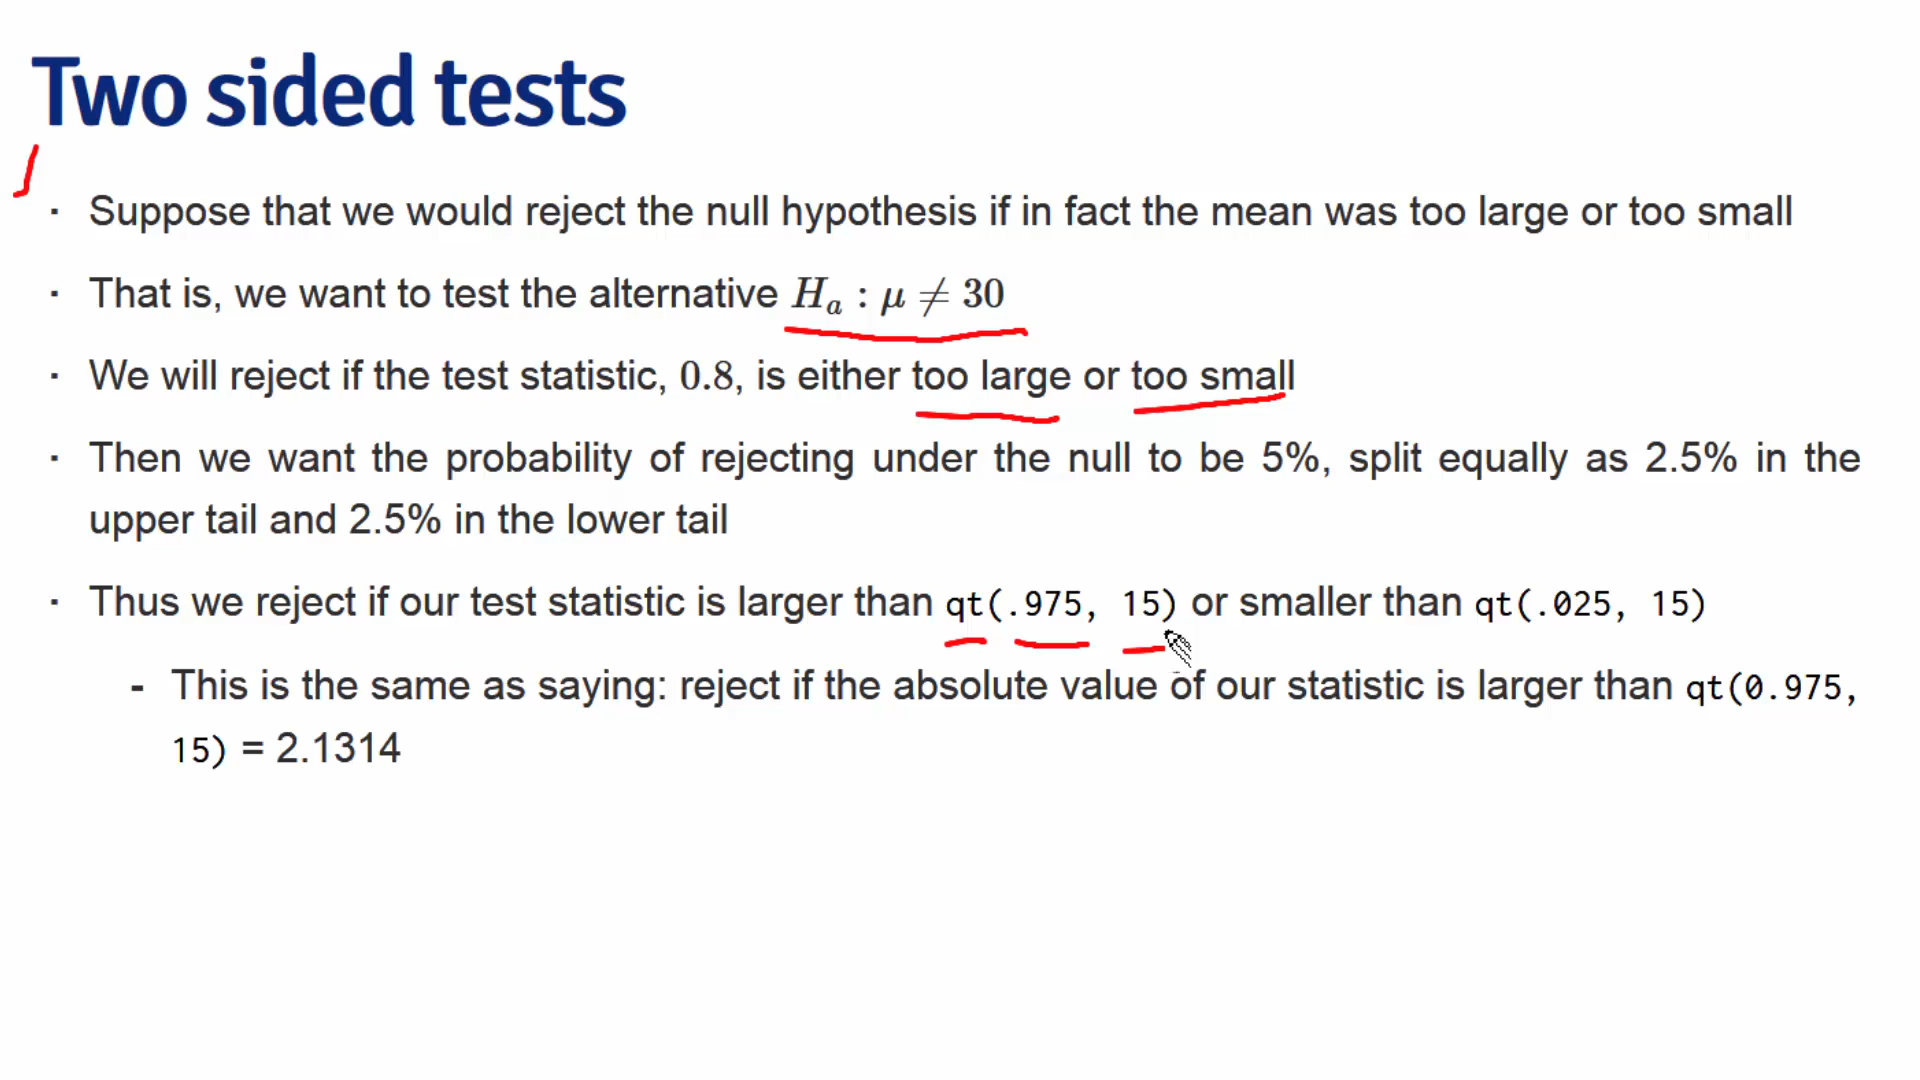 Two sided tests
· Suppose that we would reject the null hypothesis if in fact the mean was too large or too small
· That is, we want to test the alternative Hₐ : μ ≠ 30
· We will reject if the test statistic, 0.8, is either too large or too small
· Then we want the probability of rejecting under the null to be 5%, split equally as 2.5% in the
upper tail and 2.5% in the lower tail
· Thus we reject if our test statistic is larger than qt(.975, 15) or smaller than qt(.025, 15)
- This is the same as saying: reject if the absolute value of our statistic is larger than qt(0.975,
15) = 2.1314